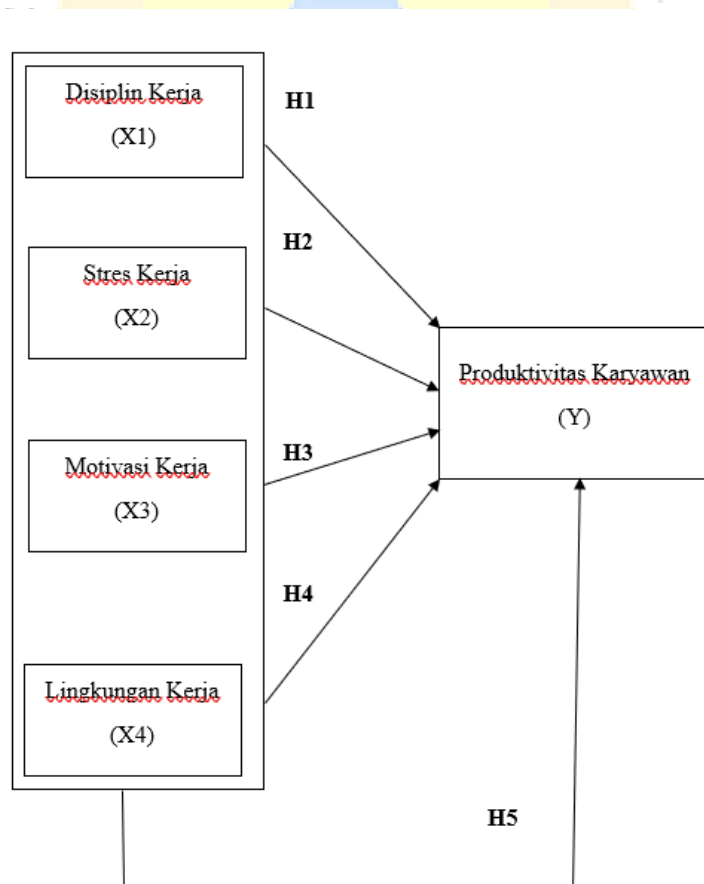 Disiplin Kerja
(X1)
H1
H2
Stres Kerja
(X2)
Produktivitas Karyawan
(Y)
H3
Motivasi Kerja
(X3)
H4
Lingkungan Kerja
(X4)
H5